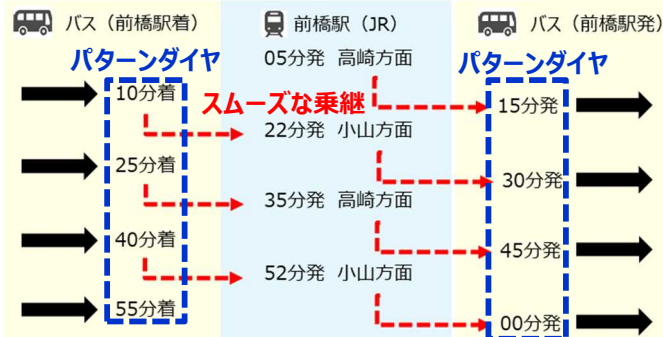 バス（前橋駅着）
前橋駅（JR）
バス（前橋駅発）
パターンダイヤ
05分発 高崎方面
パターンダイヤ
10分着
スムーズな乗継
15分発
22分発 小山方面
25分着
30分発
35分発 高崎方面
40分着
45分発
52分発 小山方面
55分着
00分発